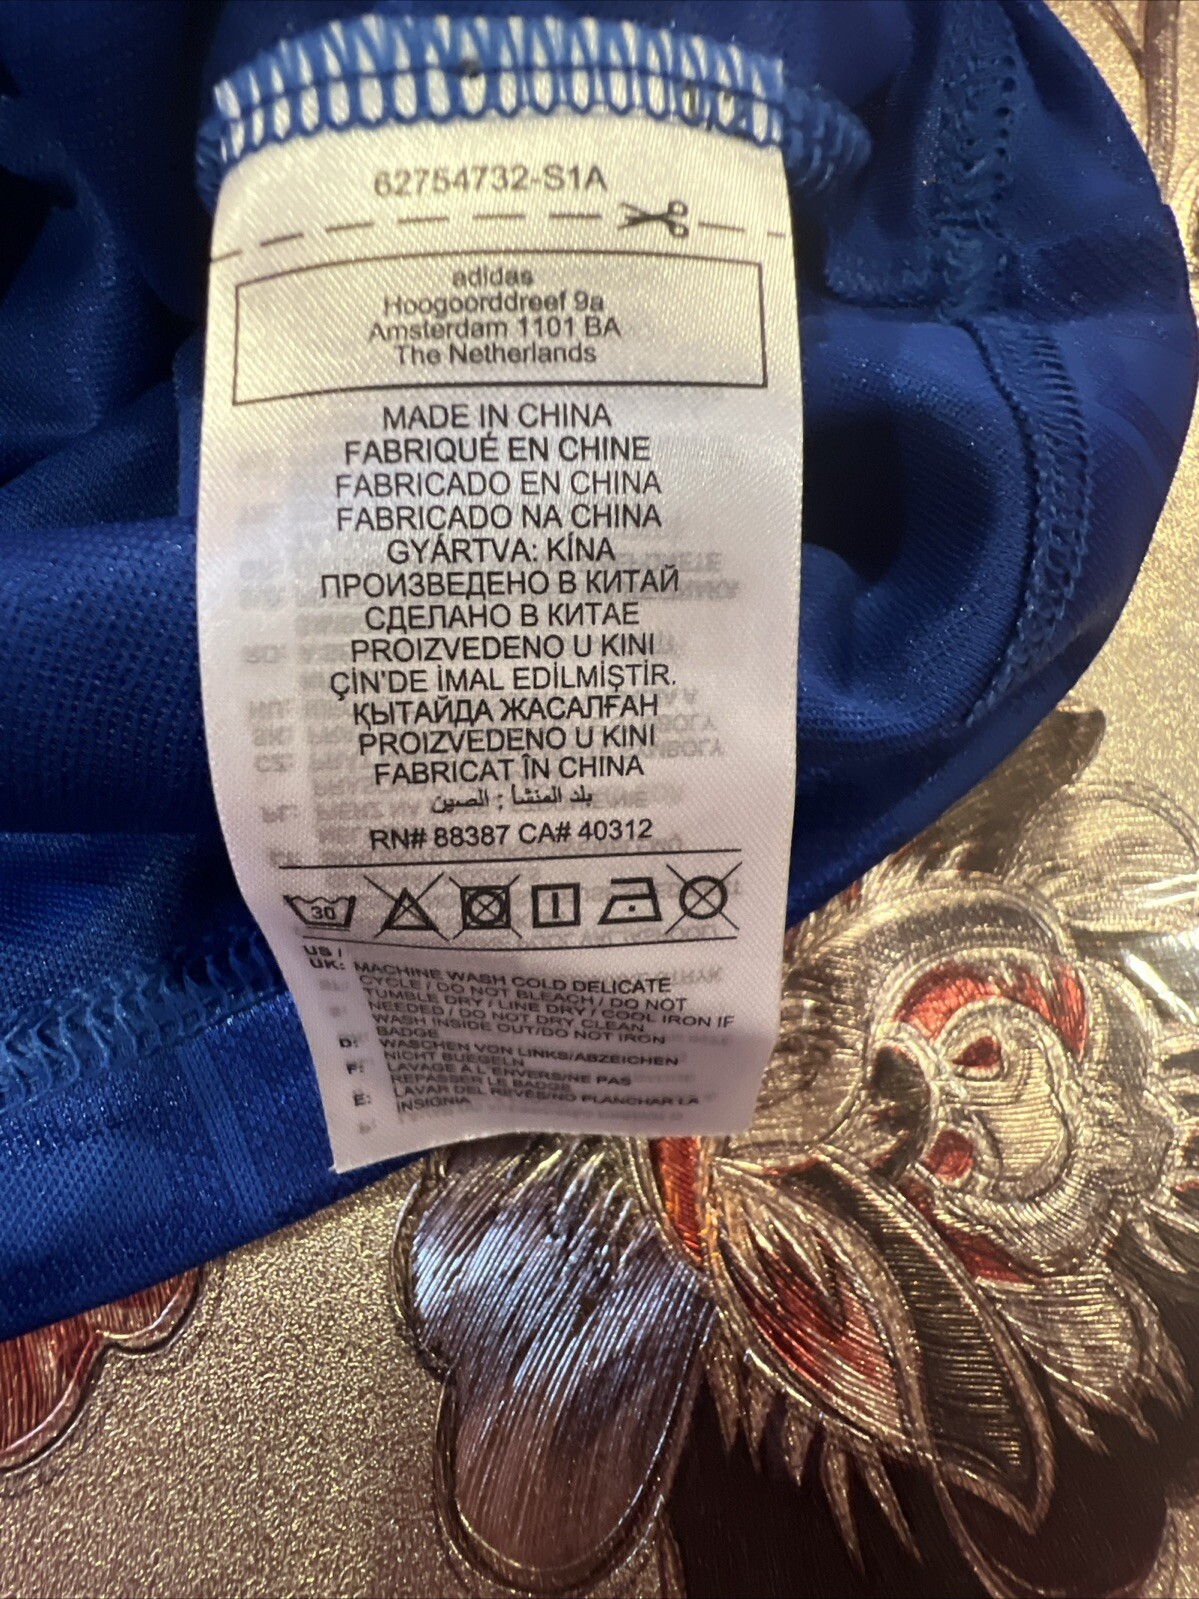 62754732-S1A
adidas
Hoogoorddreef 9a
Amsterdam 1101 BA
The Netherlands
MADE IN CHINA
FABRIQUÉ EN CHINE
FABRICADO EN CHINA
FABRICADO NA CHINA
GYÁRTVA: KÍNA
ПРОИЗВЕДЕНО В КИТАЙ
СДЕЛАНО В КИТАЕ
PROIZVEDENO U KINI
ÇİN'DE İMAL EDİLMİŞTİR.
ҚЫТАЙДА ЖАСАЛҒАН
PROIZVEDENO U KINI
FABRICAT ÎN CHINA
بلد المنشأ : الصين
RN# 88387 CA# 40312
30
US /
UK: MACHINE WASH COLD DELICATE
CYCLE / DO NOT BLEACH / DO NOT
TUMBLE DRY / LINE DRY / COOL IRON IF
NEEDED / DO NOT DRY CLEAN
WASH INSIDE OUT/DO NOT IRON
BADGE
D: WASCHEN VON LINKS/ABZEICHEN
NICHT BUEGELN
F: LAVAGE A L'ENVERS/NE PAS
REPASSER LE BADGE
E: LAVAR DEL REVES/NO PLANCHAR LA
INSIGNIA